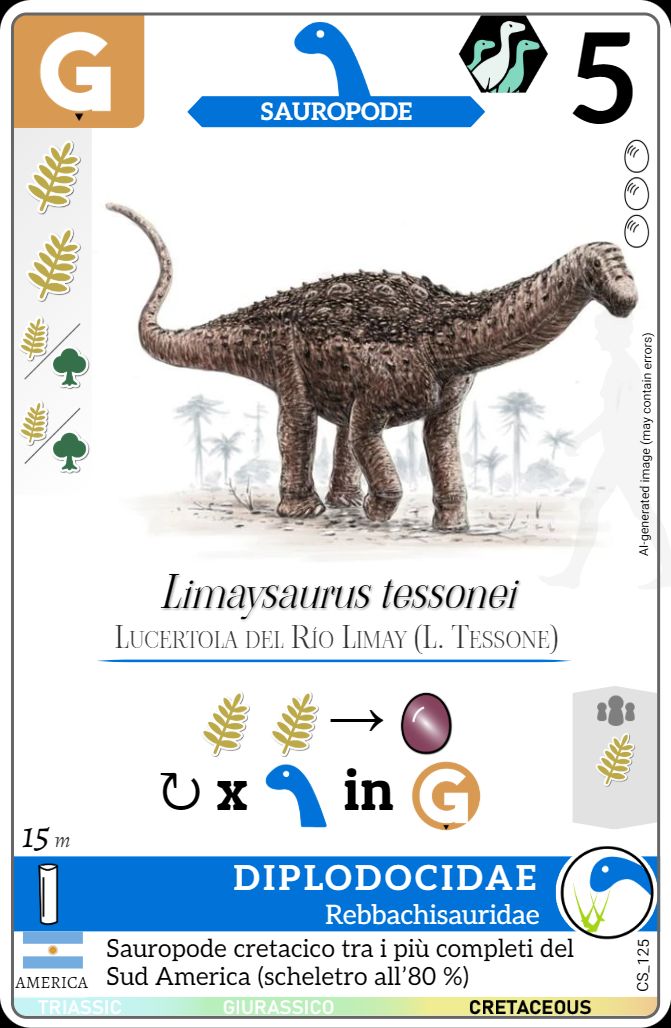 G
SAUROPODE
5
AI-generated image (may contain errors)
Limaysaurus tessonei
LUCERTOLA DEL RÍO LIMAY (L. TESSONE)
x in G
15 m
DIPLODOCIDAE
Rebbachisauridae
AMERICA
Sauropode cretacico tra i più completi del
Sud America (scheletro all'80 %)
CS_125
TRIASSIC GIURASSICO CRETACEOUS